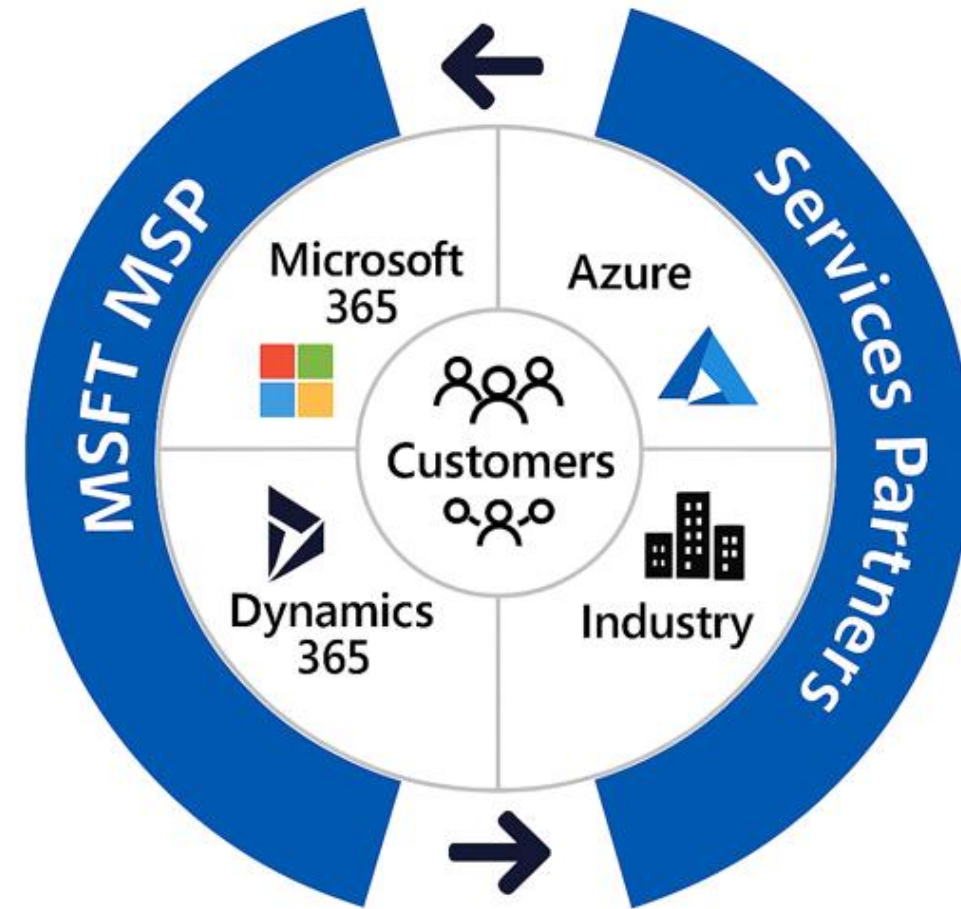 MSFT MSP
Services Partners
Microsoft
365
Azure
Customers
Dynamics
365
Industry